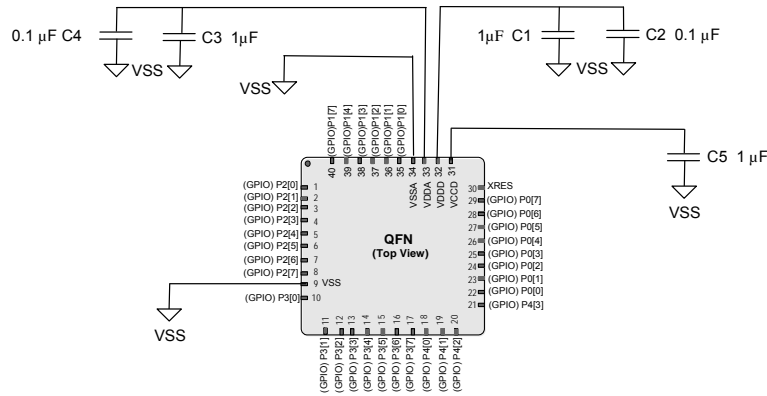 0.1 µF C4
C3 1µF
1µF C1
C2 0.1 µF
VSS
VSS
VSS
C5 1 µF
VSS
(GPIO)P1[7]
(GPIO)P1[4]
(GPIO)P1[3]
(GPIO)P1[2]
(GPIO)P1[1]
(GPIO)P1[0]
40
39
38
37
36
35
34
33
32
31
VSSA
VDDA
VDDD
VCCD
QFN
(Top View)
(GPIO) P2[0] 1
(GPIO) P2[1] 2
(GPIO) P2[2] 3
(GPIO) P2[3] 4
(GPIO) P2[4] 5
(GPIO) P2[5] 6
(GPIO) P2[6] 7
(GPIO) P2[7] 8
9 VSS
(GPIO) P3[0] 10
VSS
30 XRES
29 (GPIO) P0[7]
28 (GPIO) P0[6]
27 (GPIO) P0[5]
26 (GPIO) P0[4]
25 (GPIO) P0[3]
24 (GPIO) P0[2]
23 (GPIO) P0[1]
22 (GPIO) P0[0]
21 (GPIO) P4[3]
11
12
13
14
15
16
17
18
19
20
(GPIO) P3[1]
(GPIO) P3[2]
(GPIO) P3[3]
(GPIO) P3[4]
(GPIO) P3[5]
(GPIO) P3[6]
(GPIO) P3[7]
(GPIO) P4[0]
(GPIO) P4[1]
(GPIO) P4[2]